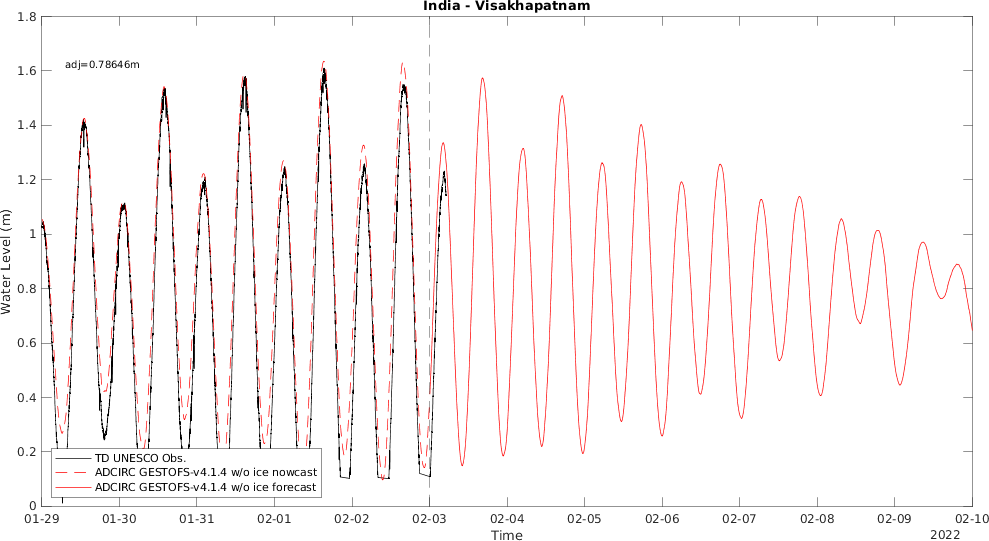 India - Visakhapatnam
adj=0.78646m
Water Level (m)
1.8
1.6
1.4
1.2
1
0.8
0.6
0.4
0.2
0
TD UNESCO Obs.
ADCIRC GESTOFS-v4.1.4 w/o ice nowcast
ADCIRC GESTOFS-v4.1.4 w/o ice forecast
01-29 01-30 01-31 02-01 02-02 02-03 02-04 02-05 02-06 02-07 02-08 02-09 02-10
Time
2022